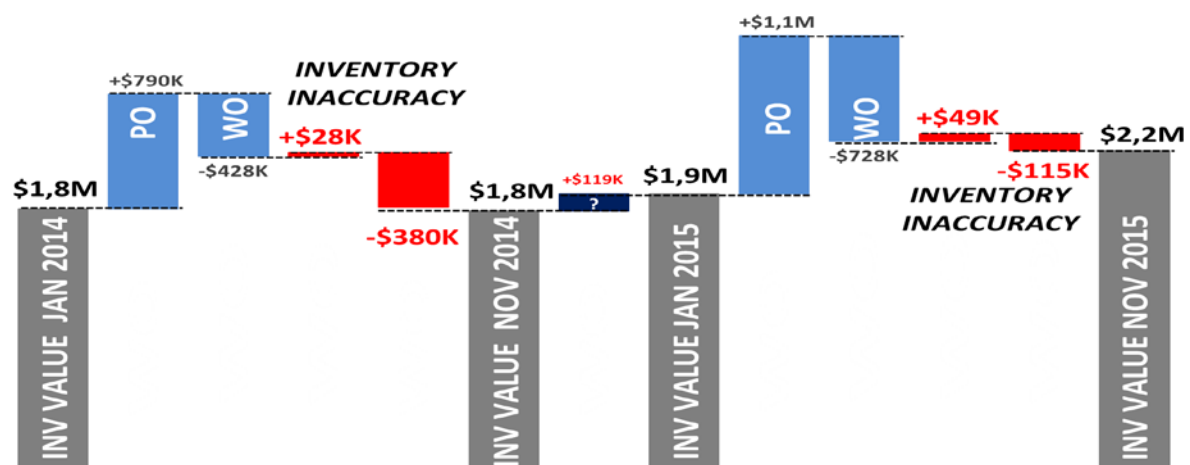 +$1,1M
+$790K
INVENTORY
INACCURACY
PO
WO
PO
WO
+$28K
+$49K
$2,2M
-$428K
-$728K
-$115K
$1,8M
$1,8M
+$119K
$1,9M
INVENTORY
INACCURACY
?
-$380K
INV VALUE  JAN 2014
INV VALUE  NOV 2014
INV VALUE JAN 2015
INV VALUE NOV 2015